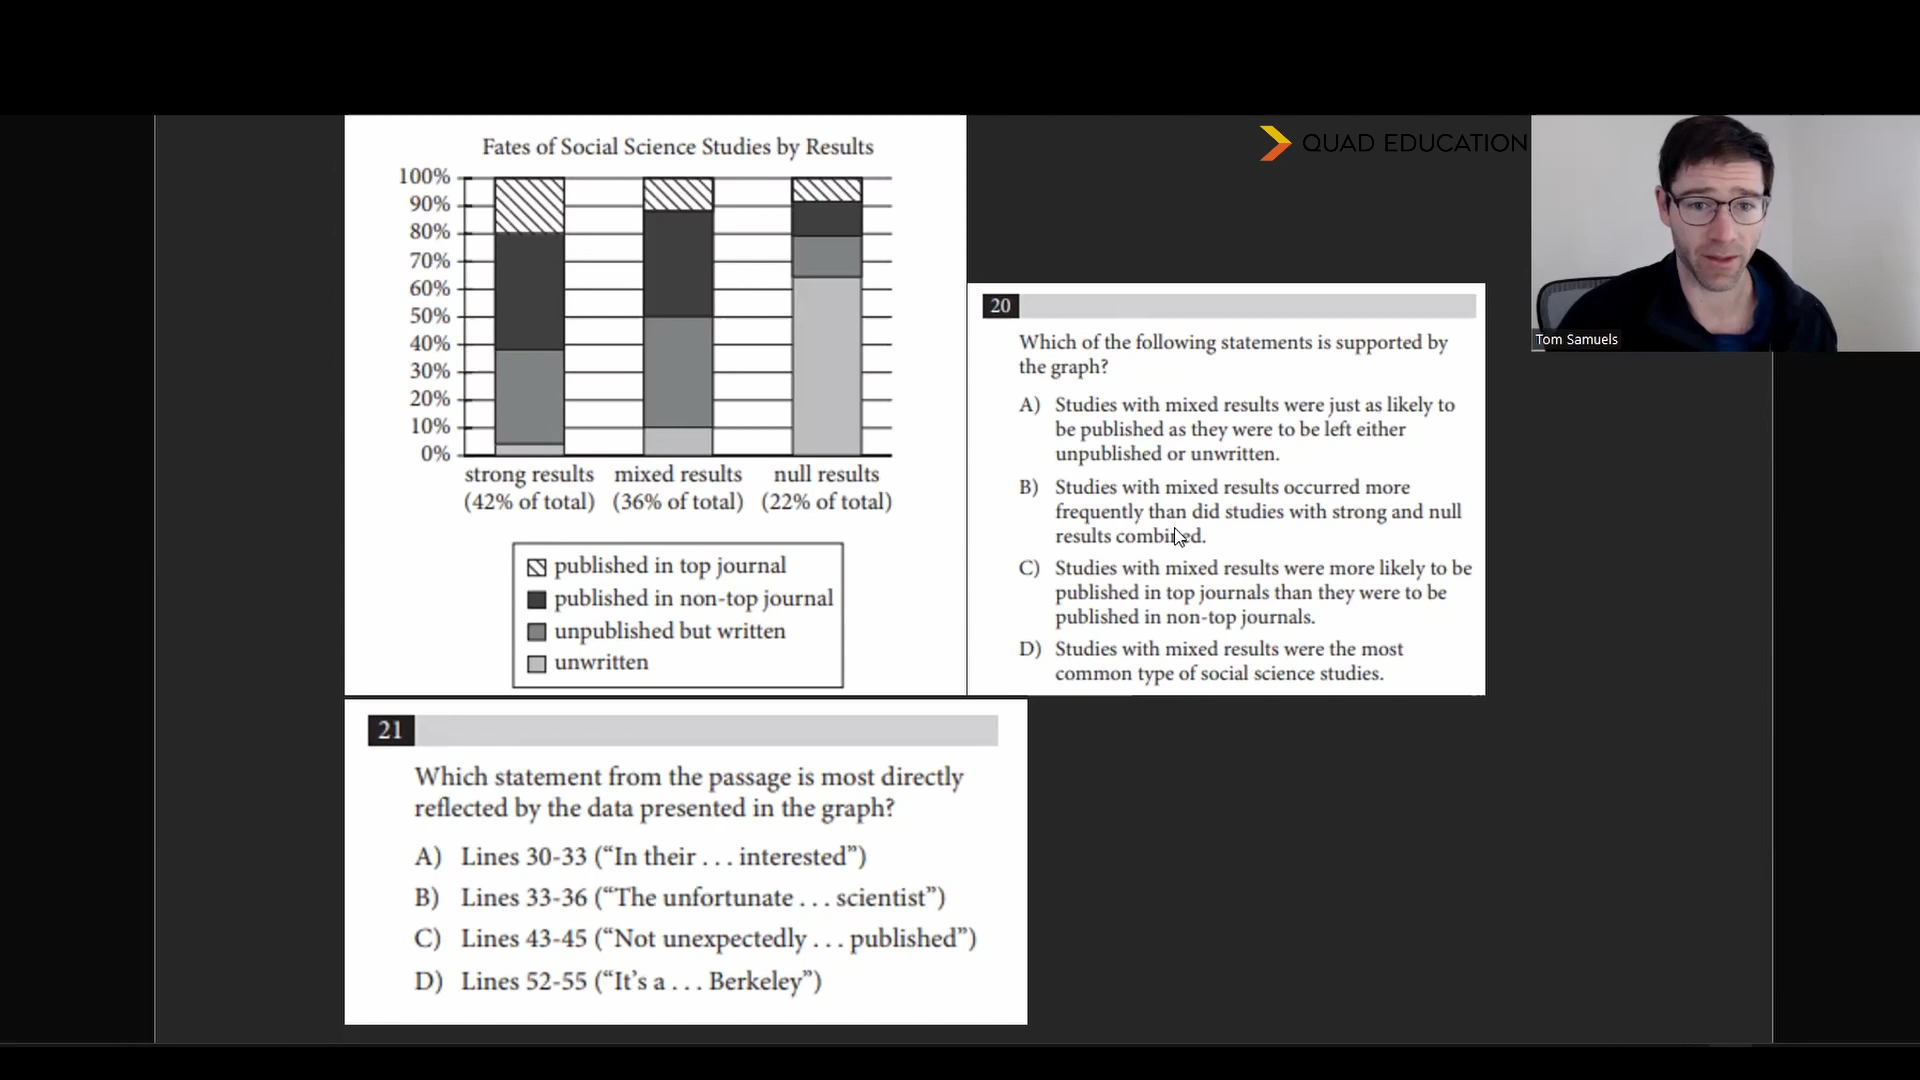 QUAD EDUCATION
Tom Samuels
Fates of Social Science Studies by Results
100%
90%
80%
70%
60%
50%
40%
30%
20%
10%
0%
strong results mixed results null results
(42% of total) (36% of total) (22% of total)
published in top journal
published in non-top journal
unpublished but written
unwritten
20
Which of the following statements is supported by
the graph?
A) Studies with mixed results were just as likely to
be published as they were to be left either
unpublished or unwritten.
B) Studies with mixed results occurred more
frequently than did studies with strong and null
results combined.
C) Studies with mixed results were more likely to be
published in top journals than they were to be
published in non-top journals.
D) Studies with mixed results were the most
common type of social science studies.
21
Which statement from the passage is most directly
reflected by the data presented in the graph?
A) Lines 30-33 (“In their . . . interested”)
B) Lines 33-36 (“The unfortunate . . . scientist”)
C) Lines 43-45 (“Not unexpectedly . . . published”)
D) Lines 52-55 (“It’s a . . . Berkeley”)